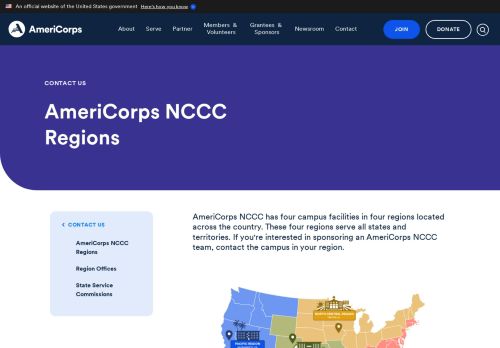 An official website of the United States government Here's how you know
AmeriCorps
About
Serve
Partner
Members &
Volunteers
Grantees &
Sponsors
Newsroom
Contact
JOIN
DONATE
CONTACT US
AmeriCorps NCCC
Regions
CONTACT US
AmeriCorps NCCC
Regions
Region Offices
State Service
Commissions
AmeriCorps NCCC has four campus facilities in four regions located
across the country. These four regions serve all states and
territories. If you're interested in sponsoring an AmeriCorps NCCC
team, contact the campus in your region.
NORTH CENTRAL REGION
PACIFIC REGION